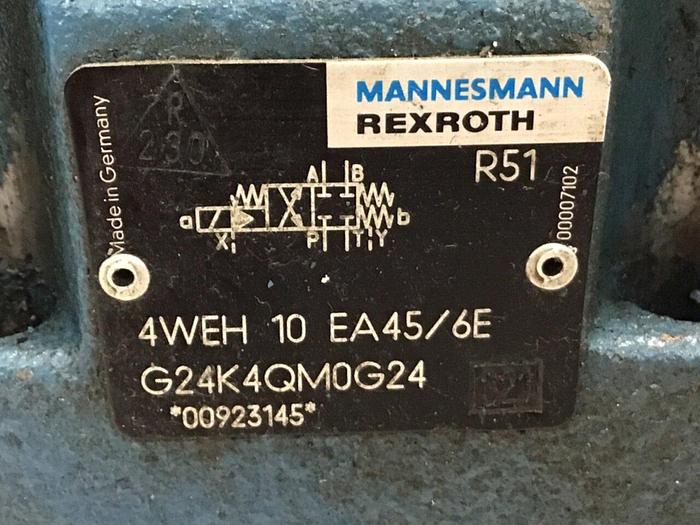 MANNESMANN
REXROTH
R51
Made in Germany
00007102
R
230
A B
a
b
X
P T Y
4WEH 10 EA45/6E
G24K4QM0G24
*00923145*